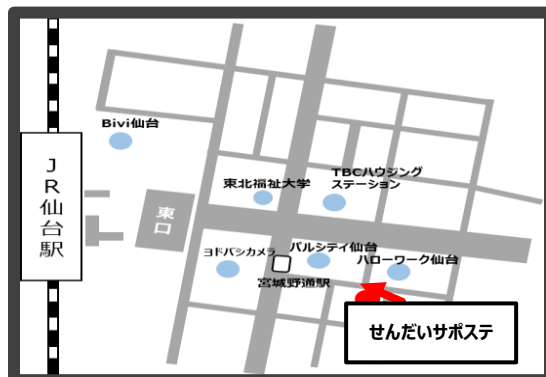 Bivi仙台
JR仙台駅
東口
東北福祉大学
TBCハウジング
ステーション
ヨドバシカメラ
パルシティ仙台
ハローワーク仙台
宮城野通駅
せんだいサポステ